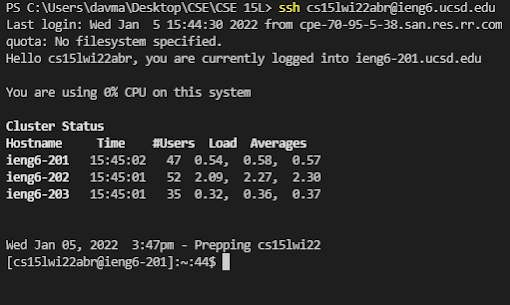 PS C:\Users\davma\Desktop\CSE\CSE 15L> ssh cs15lwi22abr@ieng6.ucsd.edu
Last login: Wed Jan  5 15:44:30 2022 from cpe-70-95-5-38.san.res.rr.com
quota: No filesystem specified.
Hello cs15lwi22abr, you are currently logged into ieng6-201.ucsd.edu
You are using 0% CPU on this system
Cluster Status
Hostname     Time    #Users  Load  Averages
ieng6-201   15:45:02   47  0.54,  0.58,  0.57
ieng6-202   15:45:01   52  2.09,  2.27,  2.30
ieng6-203   15:45:01   35  0.32,  0.36,  0.37
Wed Jan 05, 2022  3:47pm - Prepping cs15lwi22
[cs15lwi22abr@ieng6-201]:~:44$